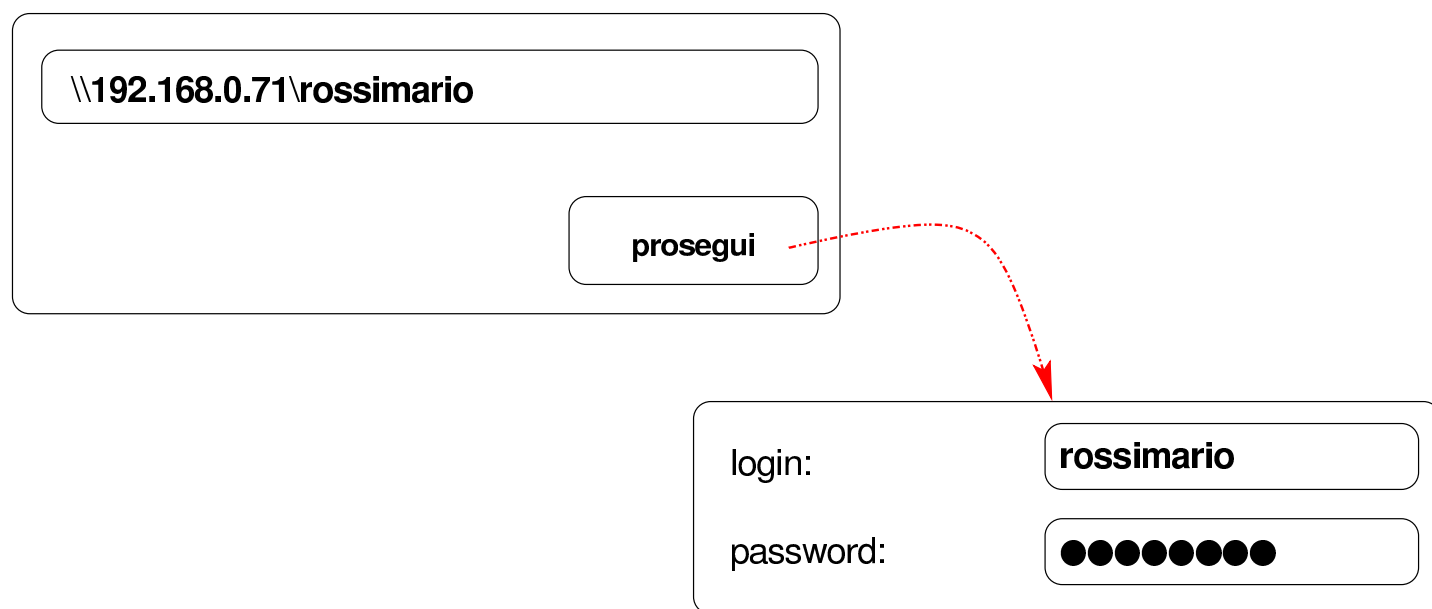 \\192.168.0.71\rossimario
prosegui
login: rossimario
password: ●●●●●●●●